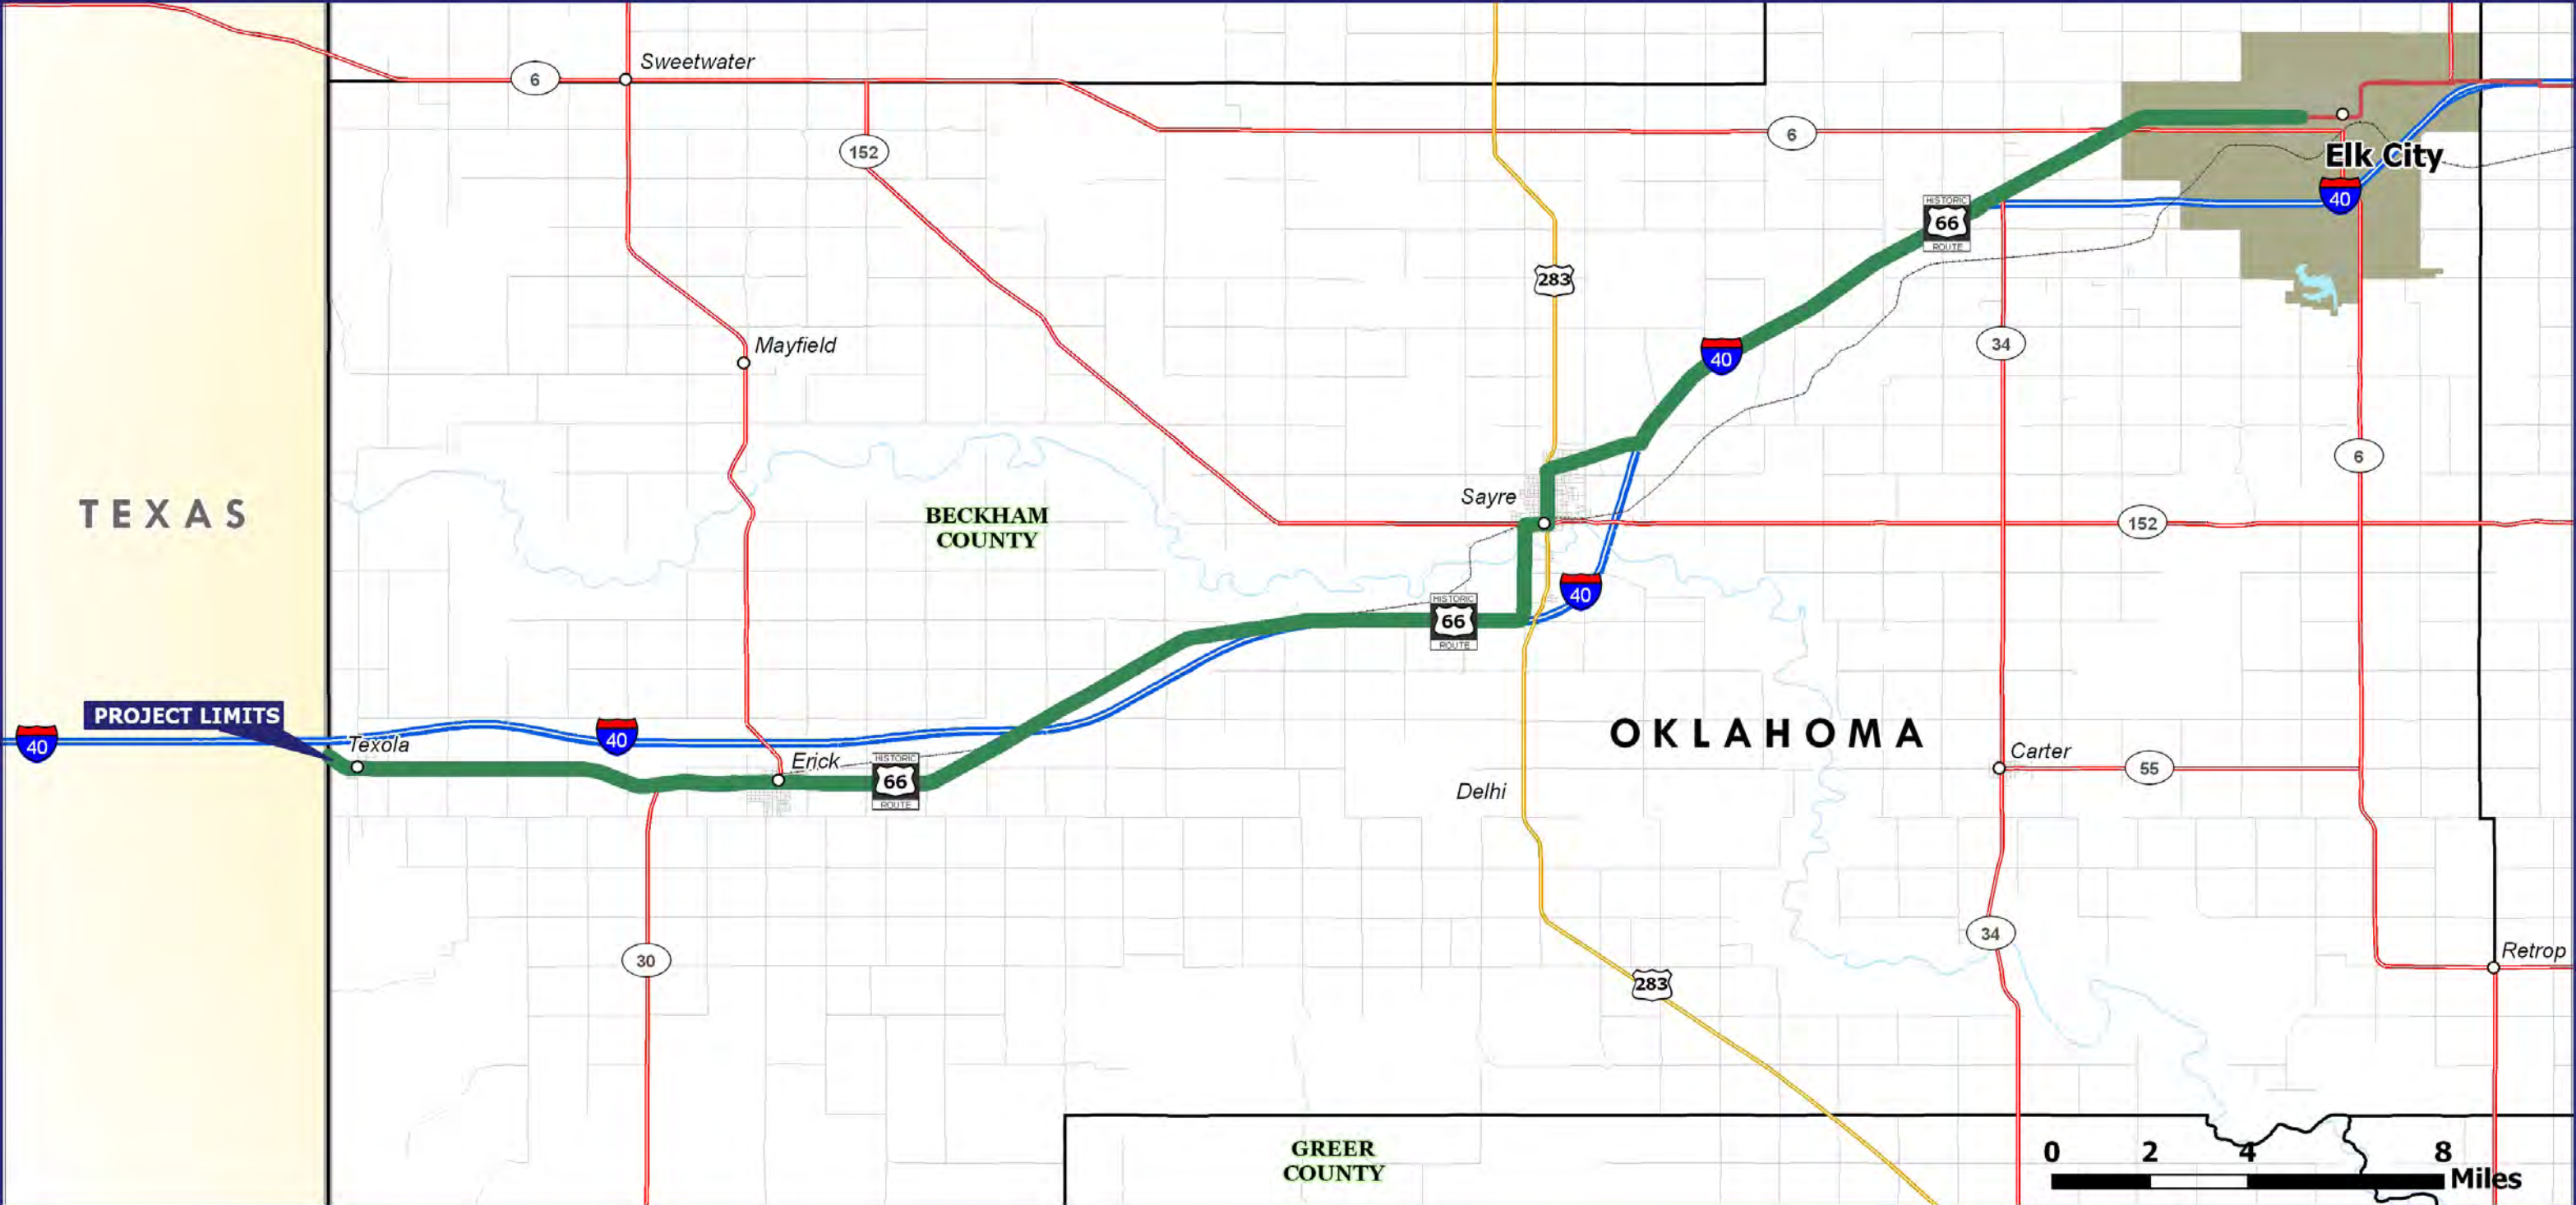 Sweetwater
6
6
152
Elk City
40
HISTORIC
66
ROUTE
283
34
Mayfield
40
6
Sayre
TEXAS
BECKHAM
COUNTY
152
40
HISTORIC
66
ROUTE
PROJECT LIMITS
40
40
Texola
Erick
HISTORIC
66
ROUTE
OKLAHOMA
Carter
55
Delhi
34
30
283
Retrop
GREER
COUNTY
0 2 4 8
Miles